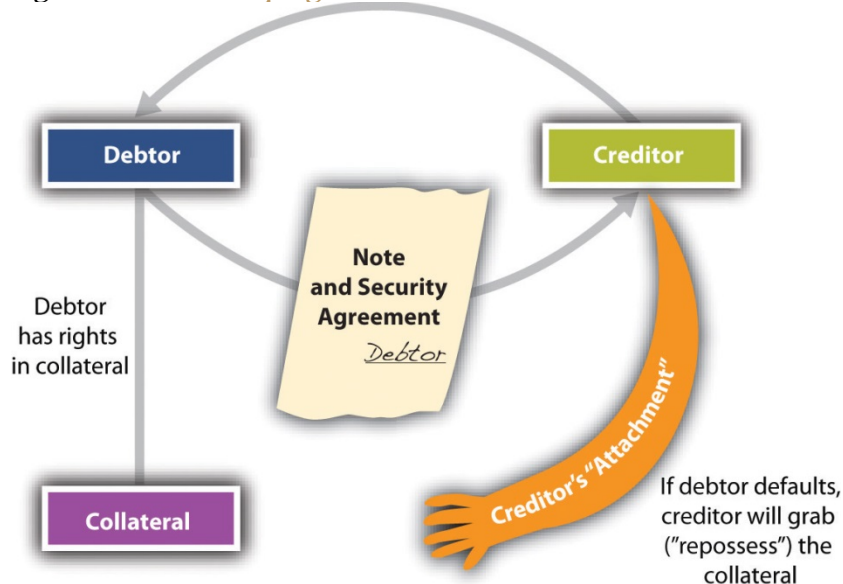 Debtor
Creditor
Note
and Security
Agreement
Debtor
Debtor
has rights
in collateral
Creditor's "Attachment"
Collateral
If debtor defaults,
creditor will grab
("repossess") the
collateral